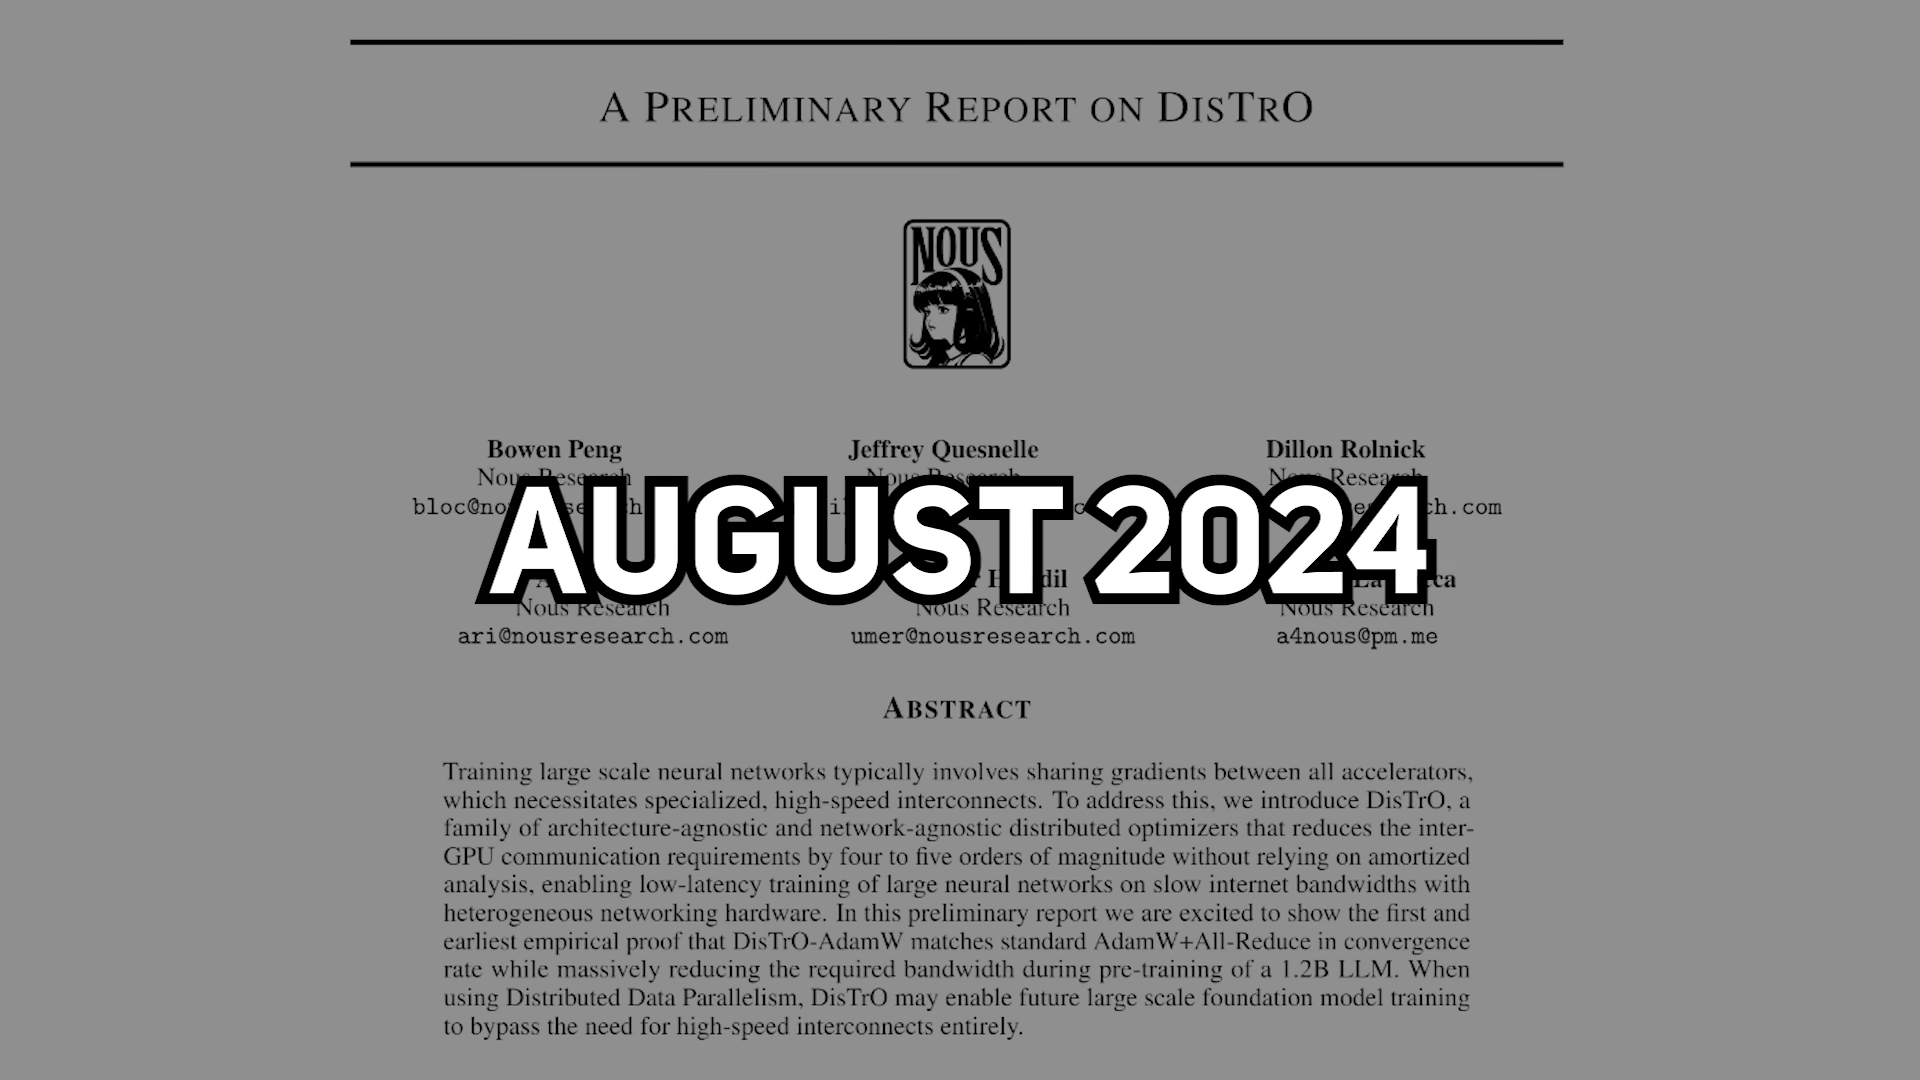 A PRELIMINARY REPORT ON DISTRO
NOUS
Bowen Peng Jeffrey Quesnelle Dillon Rolnick
Nous Research Nous Research Nous Research
AUGUST 2024
Nous Research Nous Research Nous Research
ari@nousresearch.com umer@nousresearch.com a4nous@pm.me
ABSTRACT
Training large scale neural networks typically involves sharing gradients between all accelerators,
which necessitates specialized, high-speed interconnects. To address this, we introduce DisTrO, a
family of architecture-agnostic and network-agnostic distributed optimizers that reduces the inter-
GPU communication requirements by four to five orders of magnitude without relying on amortized
analysis, enabling low-latency training of large neural networks on slow internet bandwidths with
heterogeneous networking hardware. In this preliminary report we are excited to show the first and
earliest empirical proof that DisTrO-AdamW matches standard AdamW+All-Reduce in convergence
rate while massively reducing the required bandwidth during pre-training of a 1.2B LLM. When
using Distributed Data Parallelism, DisTrO may enable future large scale foundation model training
to bypass the need for high-speed interconnects entirely.